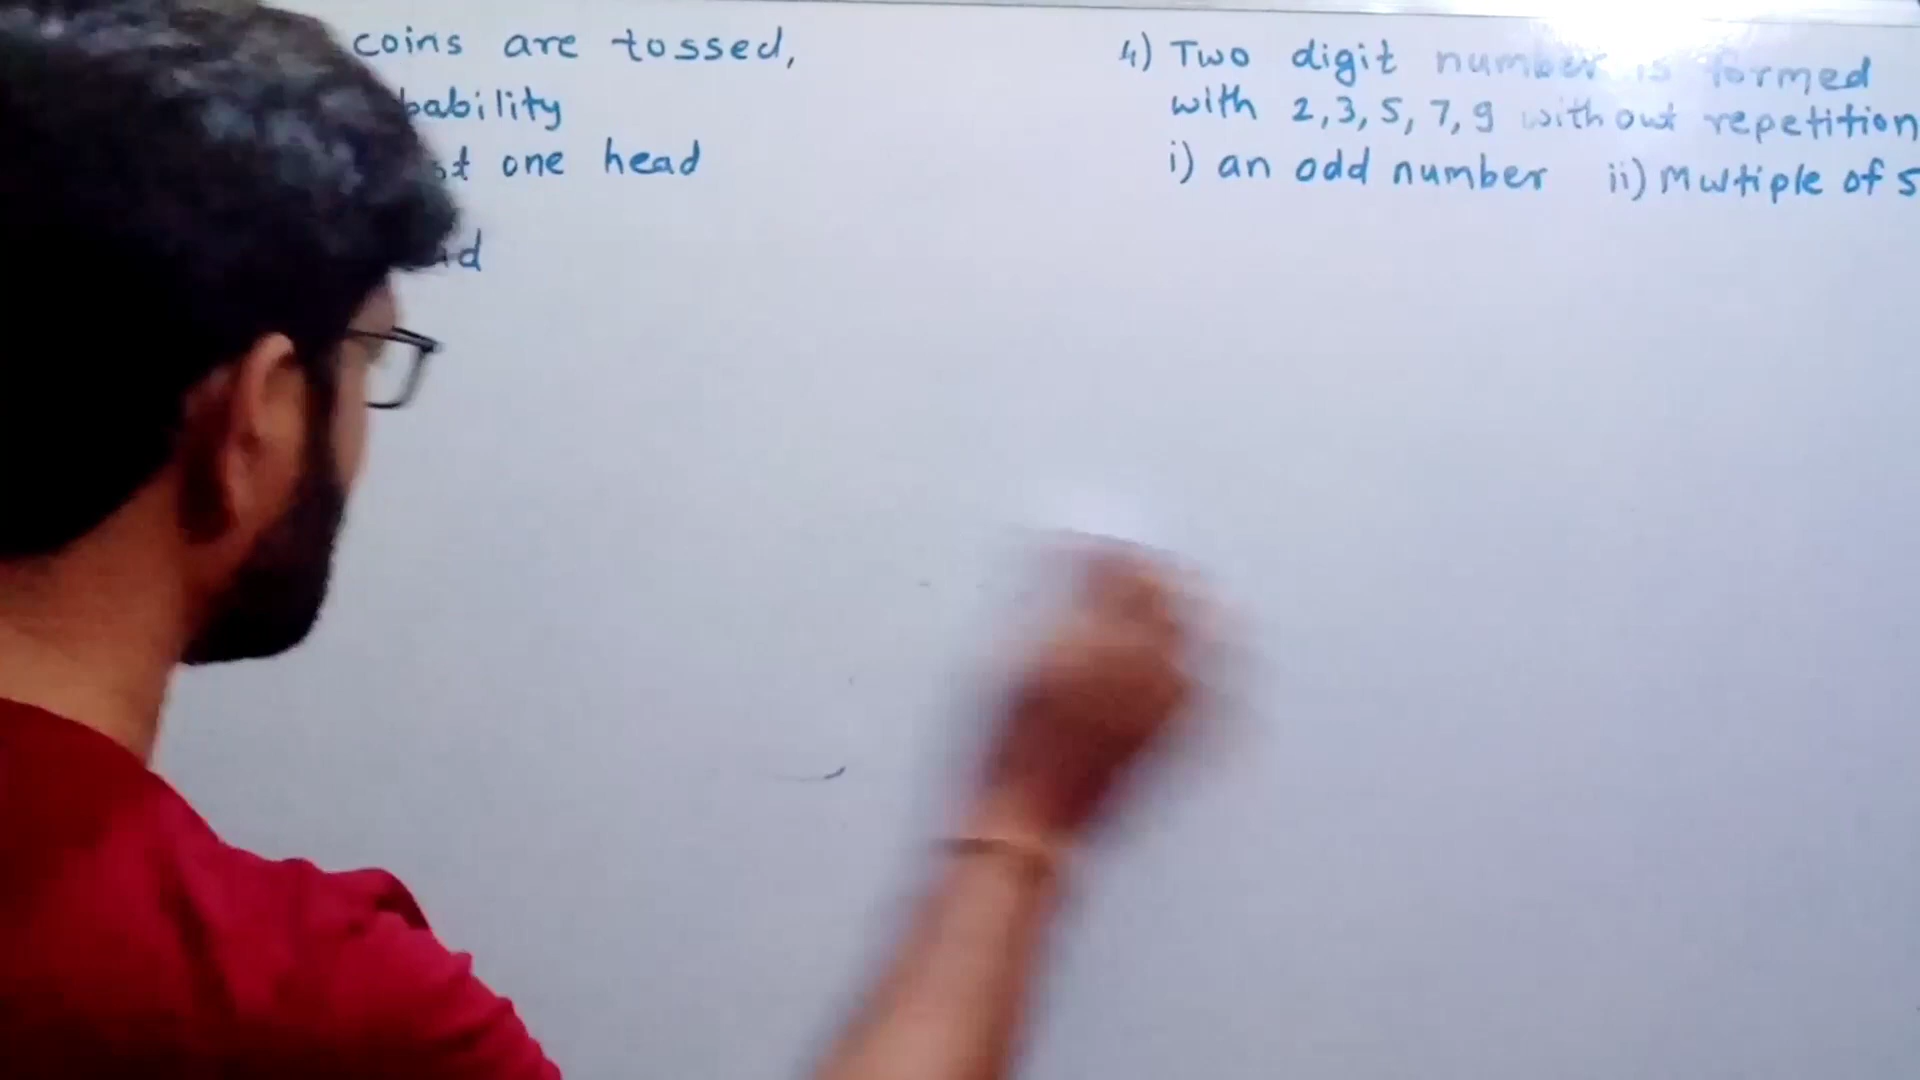 coins are tossed,
one head
4) Two digit number is formed
with 2,3,5,7,9 without repetition
i) an odd number ii) Multiple of 5